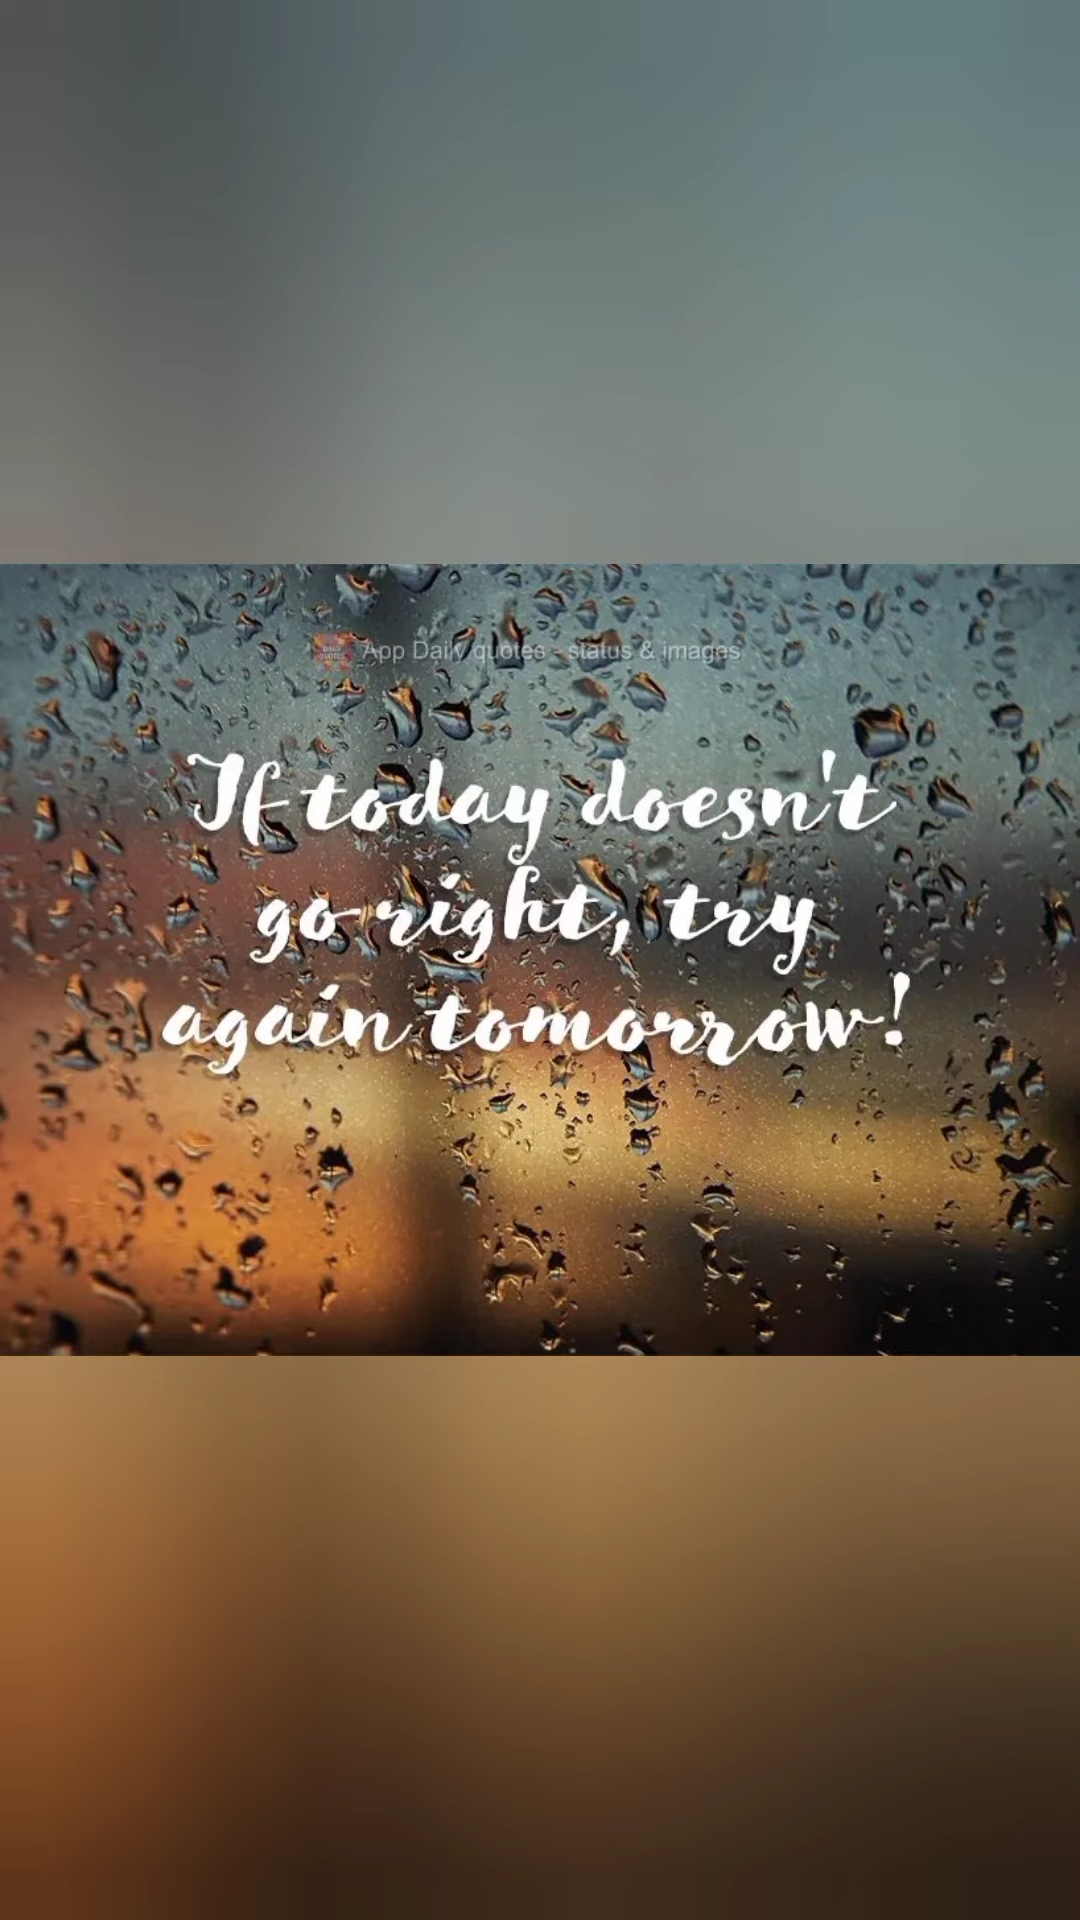 App Daily quotes - status & images
If today doesn't
go right, try
again tomorrow!